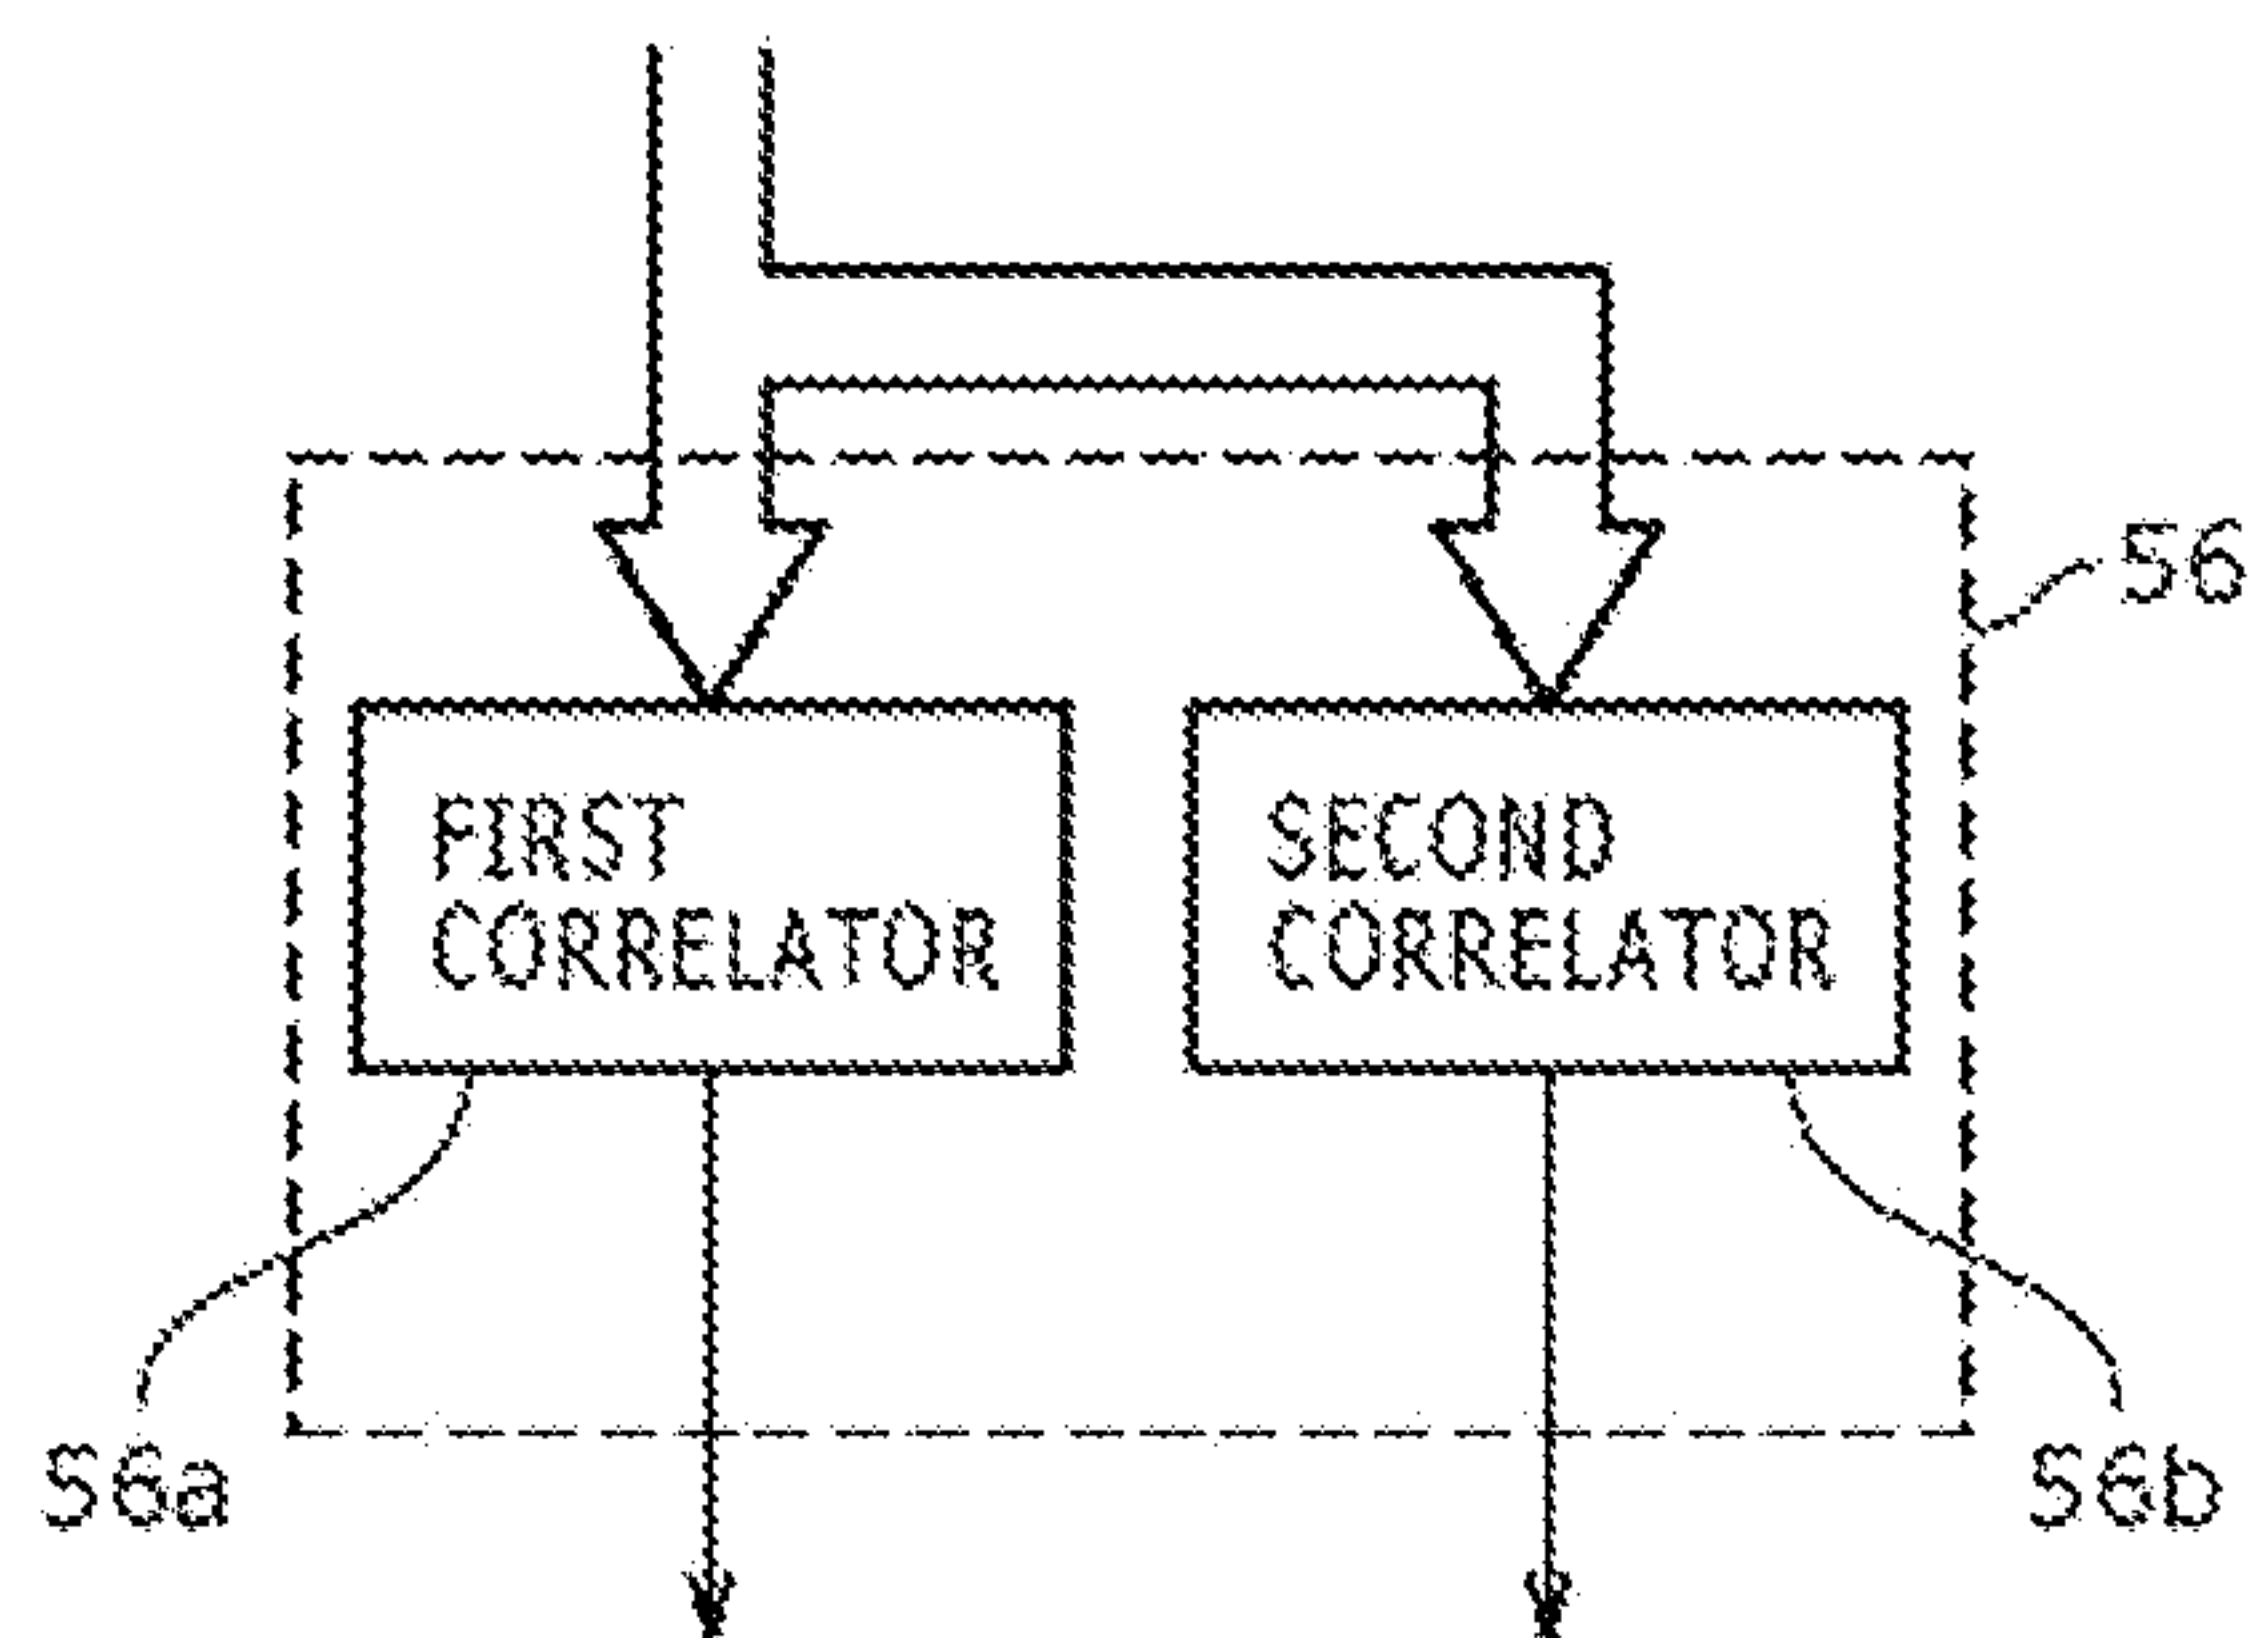 56
FIRST
CORRELATOR
SECOND
CORRELATOR
56a
56b